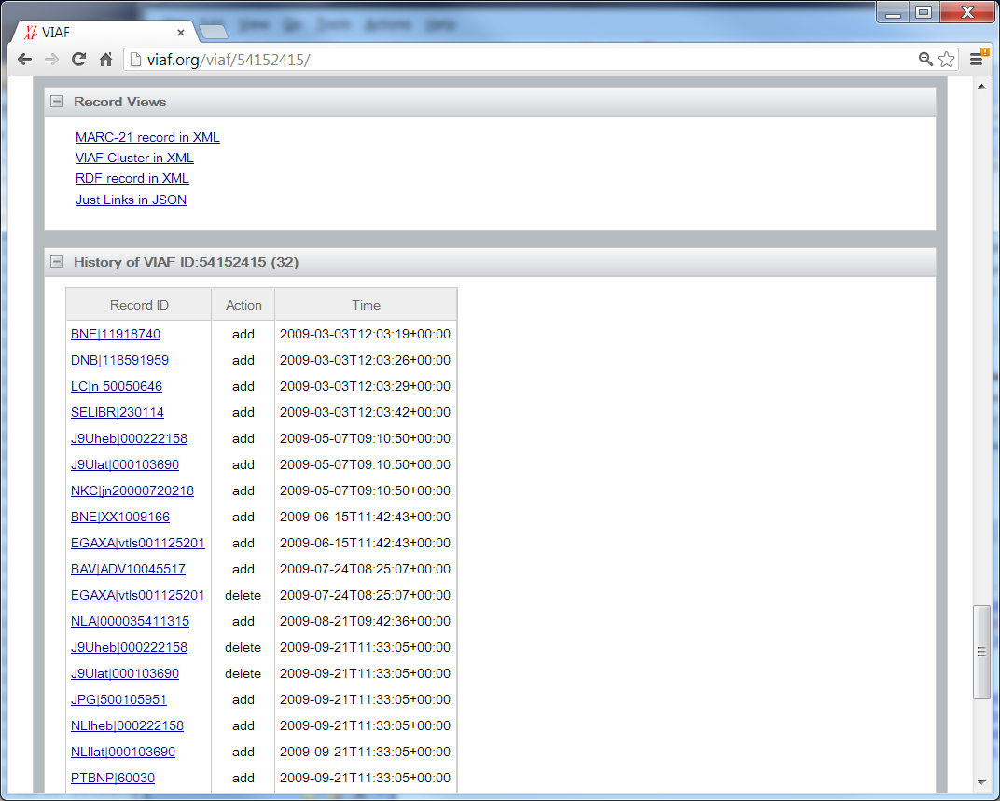 View Go Tools Actions Help
VIAF VIAF
viaf.org/viaf/54152415/
Record Views
MARC-21 record in XML
VIAF Cluster in XML
RDF record in XML
Just Links in JSON
History of VIAF ID:54152415 (32)
Record ID Action Time
BNF|11918740 add 2009-03-03T12:03:19+00:00
DNB|118591959 add 2009-03-03T12:03:26+00:00
LC|n 50050646 add 2009-03-03T12:03:29+00:00
SELIBR|230114 add 2009-03-03T12:03:42+00:00
J9Uheb|000222158 add 2009-05-07T09:10:50+00:00
J9Ulat|000103690 add 2009-05-07T09:10:50+00:00
NKC|jn20000720218 add 2009-05-07T09:10:50+00:00
BNE|XX1009166 add 2009-06-15T11:42:43+00:00
EGAXA|vtls001125201 add 2009-06-15T11:42:43+00:00
BAV|ADV10045517 add 2009-07-24T08:25:07+00:00
EGAXA|vtls001125201 delete 2009-07-24T08:25:07+00:00
NLA|000035411315 add 2009-08-21T09:42:36+00:00
J9Uheb|000222158 delete 2009-09-21T11:33:05+00:00
J9Ulat|000103690 delete 2009-09-21T11:33:05+00:00
JPG|500105951 add 2009-09-21T11:33:05+00:00
NLIheb|000222158 add 2009-09-21T11:33:05+00:00
NLIlat|000103690 add 2009-09-21T11:33:05+00:00
PTBNP|60030 add 2009-09-21T11:33:05+00:00